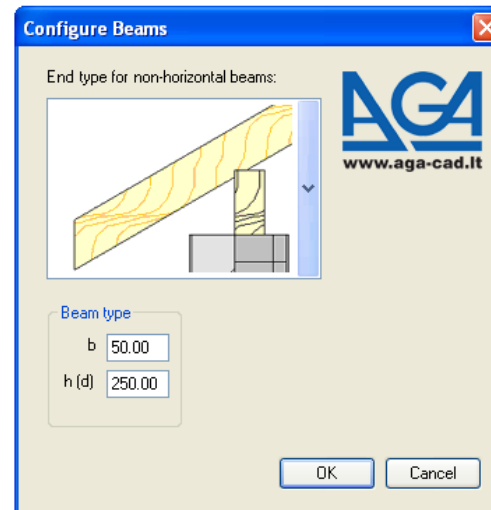 Configure Beams
End type for non-horizontal beams:
AGA
www.aga-cad.lt
Beam type
b 50.00
h (d) 250.00
OK Cancel